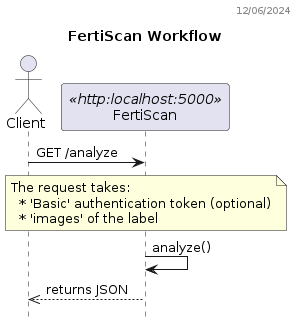 12/06/2024
FertiScan Workflow
Client
«http:localhost:5000»
FertiScan
GET /analyze
The request takes:
* 'Basic' authentication token (optional)
* 'images' of the label
analyze()
returns JSON